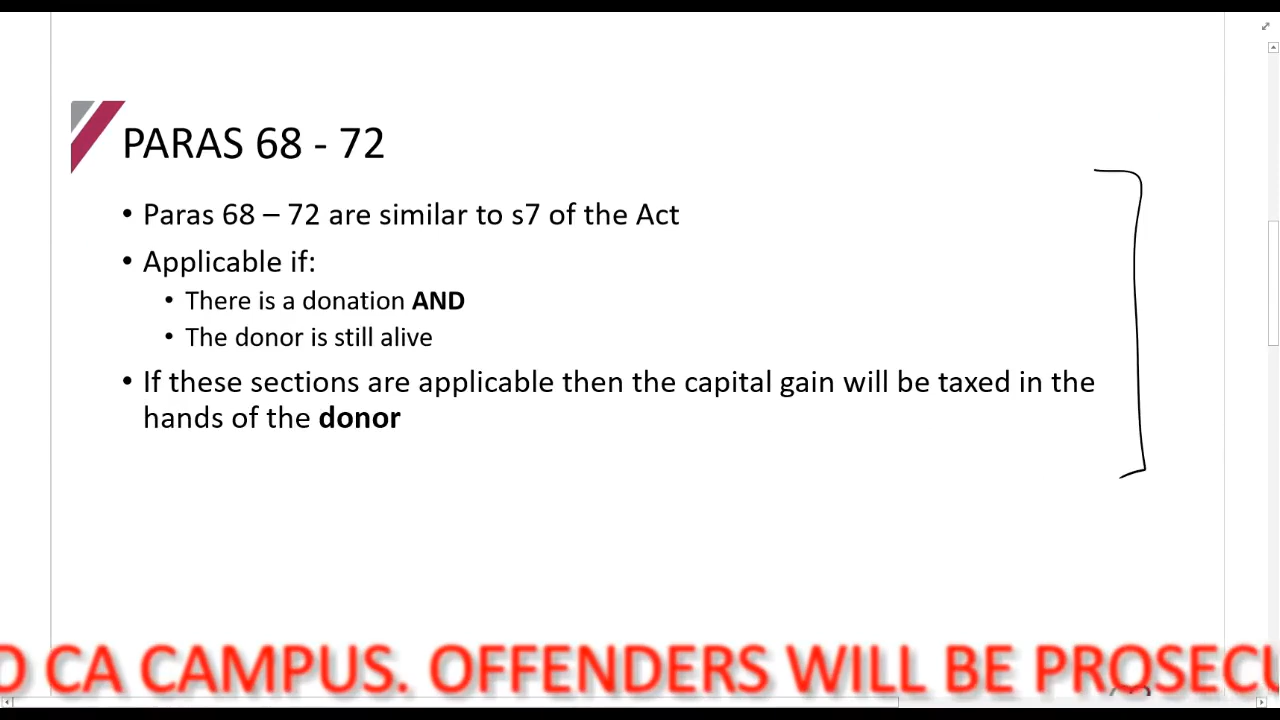 PARAS 68 - 72
• Paras 68 – 72 are similar to s7 of the Act
• Applicable if:
• There is a donation AND
• The donor is still alive
• If these sections are applicable then the capital gain will be taxed in the
hands of the donor
CA CAMPUS. OFFENDERS WILL BE